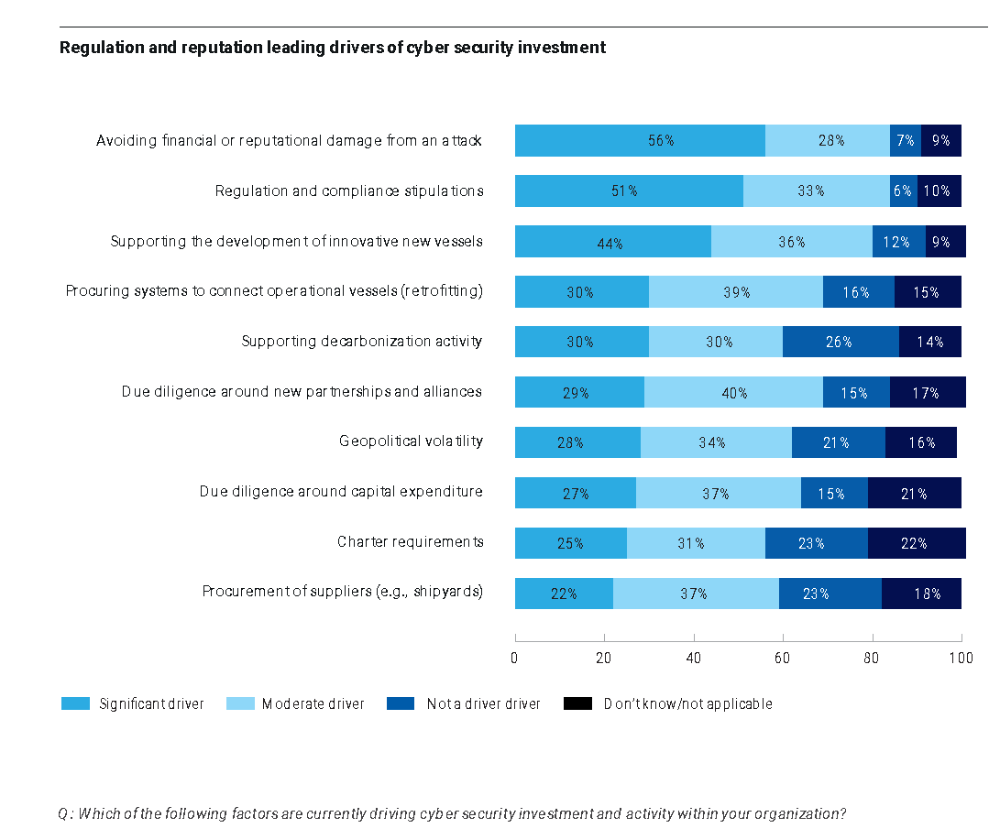 Regulation and reputation leading drivers of cyber security investment
Avoiding financial or reputational damage from an attack 56% 28% 7% 9%
Regulation and compliance stipulations 51% 33% 6% 10%
Supporting the development of innovative new vessels 44% 36% 12% 9%
Procuring systems to connect operational vessels (retrofitting) 30% 39% 16% 15%
Supporting decarbonization activity 30% 30% 26% 14%
Due diligence around new partnerships and alliances 29% 40% 15% 17%
Geopolitical volatility 28% 34% 21% 16%
Due diligence around capital expenditure 27% 37% 15% 21%
Charter requirements 25% 31% 23% 22%
Procurement of suppliers (e.g., shipyards) 22% 37% 23% 18%
0 20 40 60 80 100
Significant driver Moderate driver Not a driver driver Don't know/not applicable
Q: Which of the following factors are currently driving cyber security investment and activity within your organization?